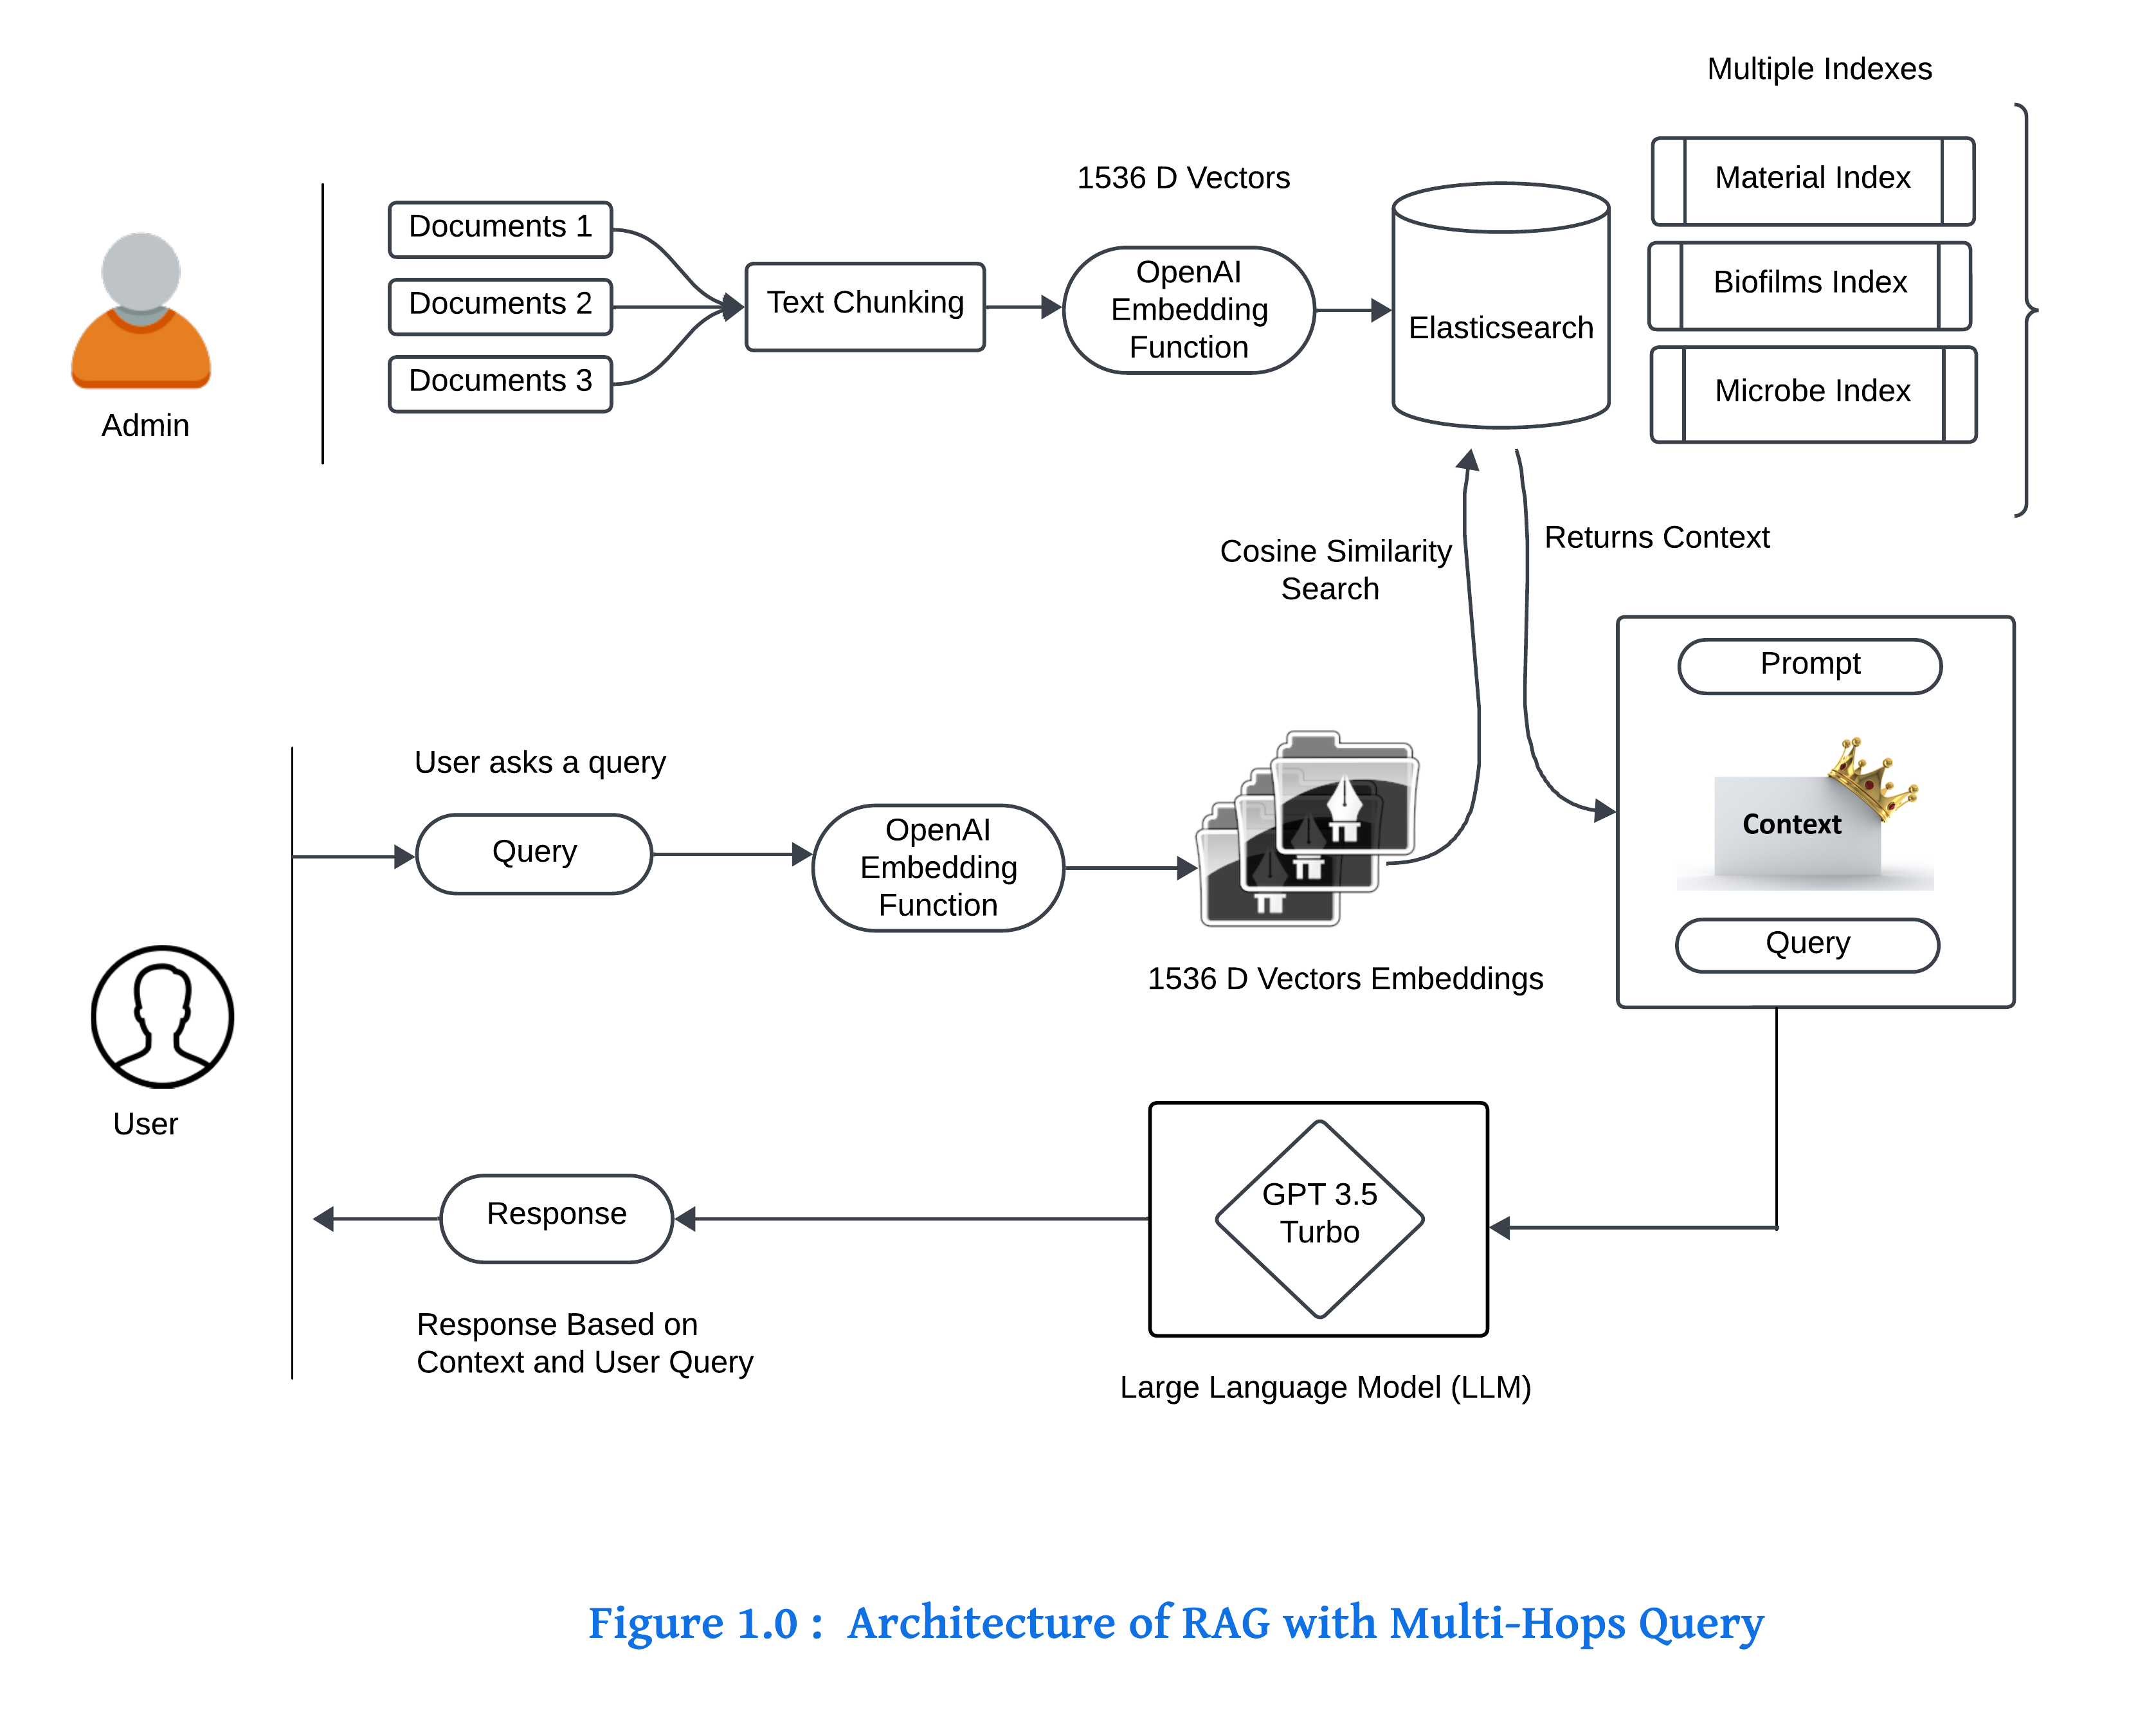 Multiple Indexes
1536 D Vectors
Material Index
Documents 1
Documents 2
Documents 3
Text Chunking
OpenAI
Embedding
Function
Elasticsearch
Biofilms Index
Microbe Index
Admin
Cosine Similarity
Search
Returns Context
Prompt
Context
Query
User asks a query
Query
OpenAI
Embedding
Function
1536 D Vectors Embeddings
User
GPT 3.5
Turbo
Large Language Model (LLM)
Response
Response Based on
Context and User Query
Figure 1.0 : Architecture of RAG with Multi-Hops Query